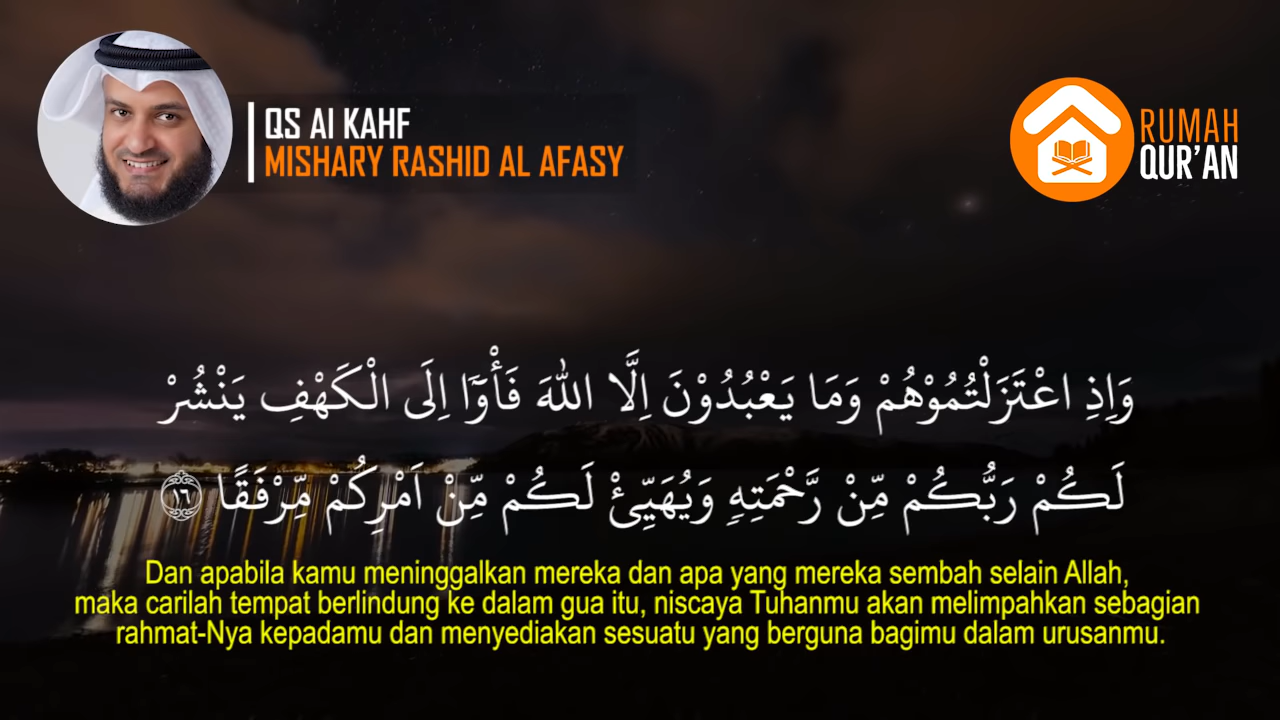 QS Al KAHF
MISHARY RASHID AL AFASY
RUMAH
QUR'AN
وَاِذِ اعْتَزَلْتُمُوْهُمْ وَمَا يَعْبُدُوْنَ اِلَّا اللّٰهَ فَأْوٗٓا اِلَى الْكَهْفِ يَنْشُرْ
لَكُمْ رَبُّكُمْ مِّنْ رَّحْمَتِهٖ وَيُهَيِّئْ لَكُمْ مِّنْ اَمْرِكُمْ مِّرْفَقًا ١٦
Dan apabila kamu meninggalkan mereka dan apa yang mereka sembah selain Allah,
maka carilah tempat berlindung ke dalam gua itu, niscaya Tuhanmu akan melimpahkan sebagian
rahmat-Nya kepadamu dan menyediakan sesuatu yang berguna bagimu dalam urusanmu.